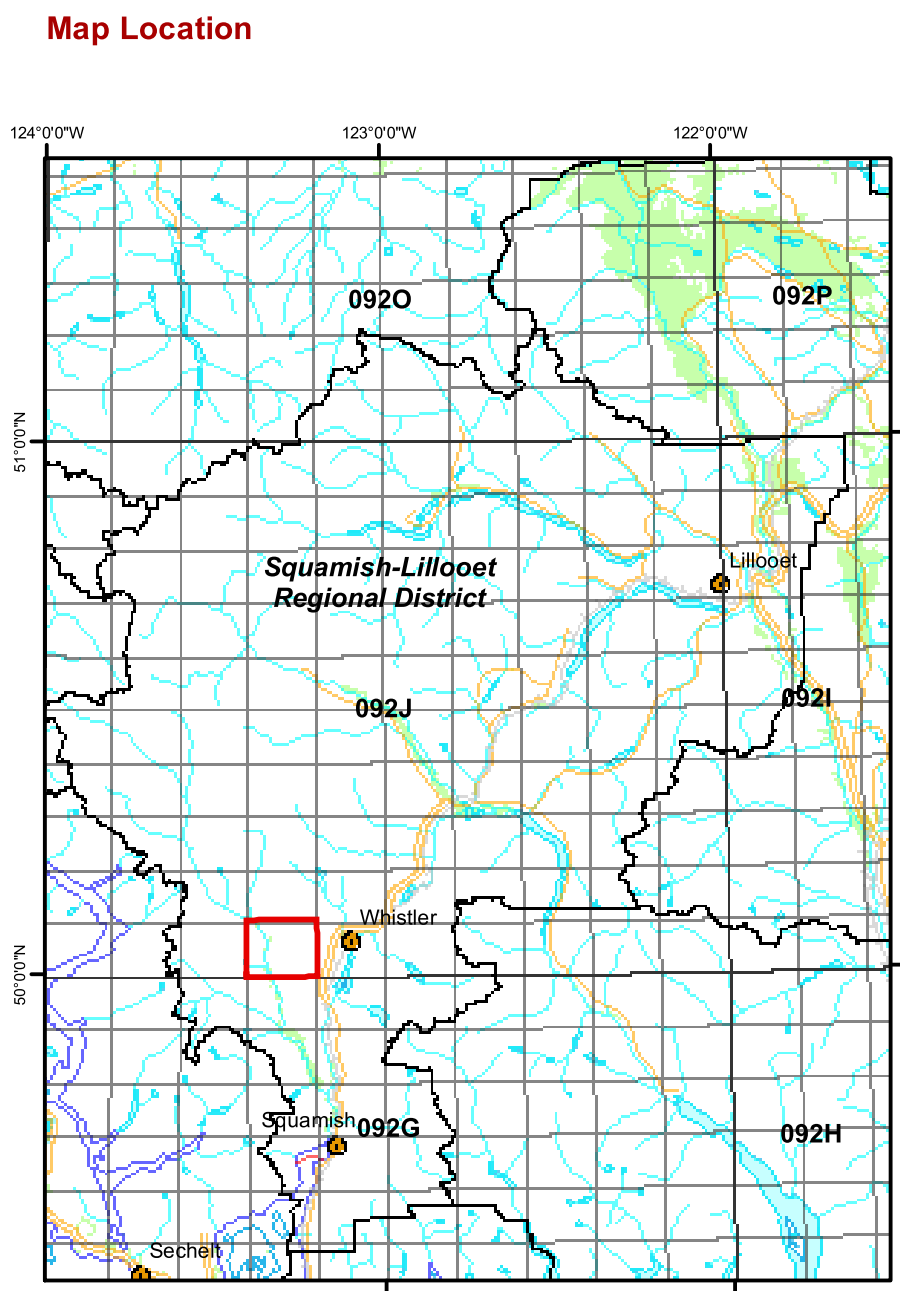 Map Location
124°0'0"W
123°0'0"W
122°0'0"W
092O
092P
51°0'0"N
Lillooet
Squamish-Lillooet
Regional District
092I
092J
Whistler
50°0'0"N
Squamish
092G
092H
Sechelt